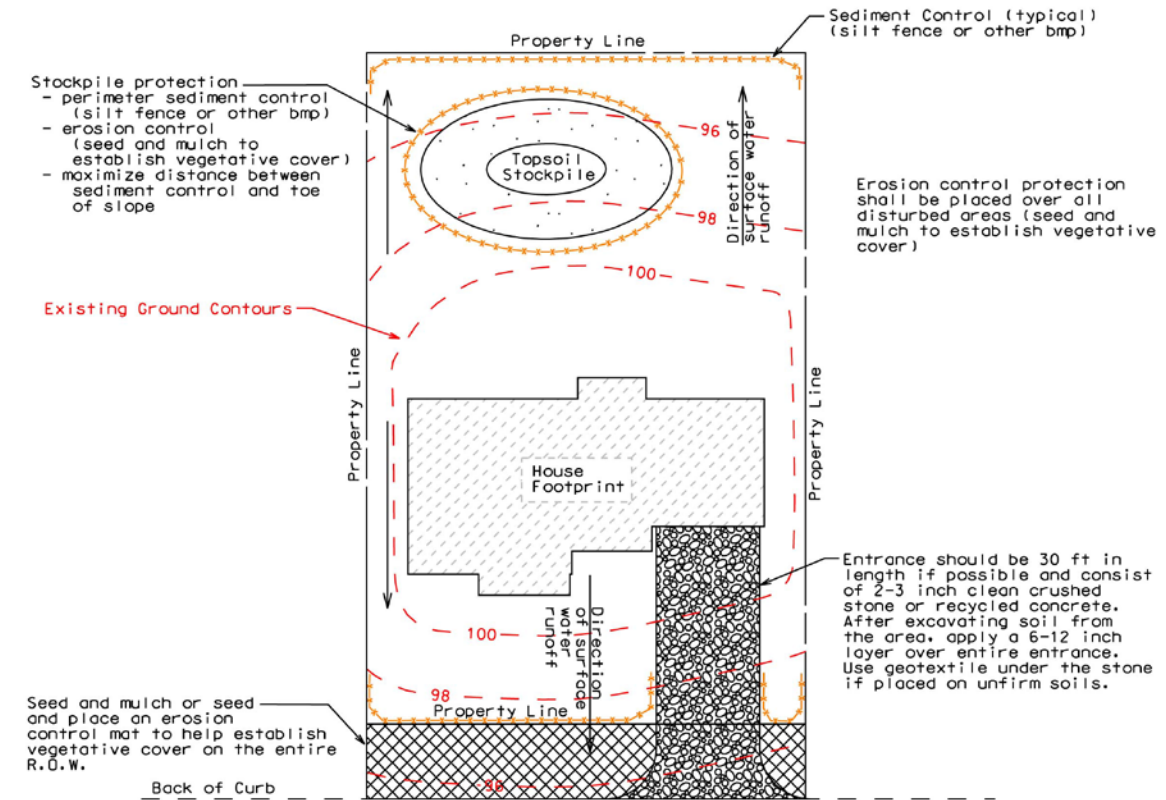 Property Line
Sediment Control (typical)
(silt fence or other bmp)
Stockpile protection
- perimeter sediment control
(silt fence or other bmp)
- erosion control
(seed and mulch to
establish vegetative cover)
- maximize distance between
sediment control and toe
of slope
96
Topsoil
Stockpile
Direction of
surface water
runoff
98
Erosion control protection
shall be placed over all
disturbed areas (seed and
mulch to establish vegetative
cover)
100
Existing Ground Contours
Property Line
Property Line
House
Footprint
Entrance should be 30 ft in
length if possible and consist
of 2-3 inch clean crushed
stone or recycled concrete.
After excavating soil from
the area. apply a 6-12 inch
layer over entire entrance.
Use geotextile under the stone
if placed on unfirm soils.
Direction
of surface
water
runoff
100
98
Property Line
Seed and mulch or seed
and place an erosion
control mat to help establish
vegetative cover on the entire
R.O.W.
96
Back of Curb